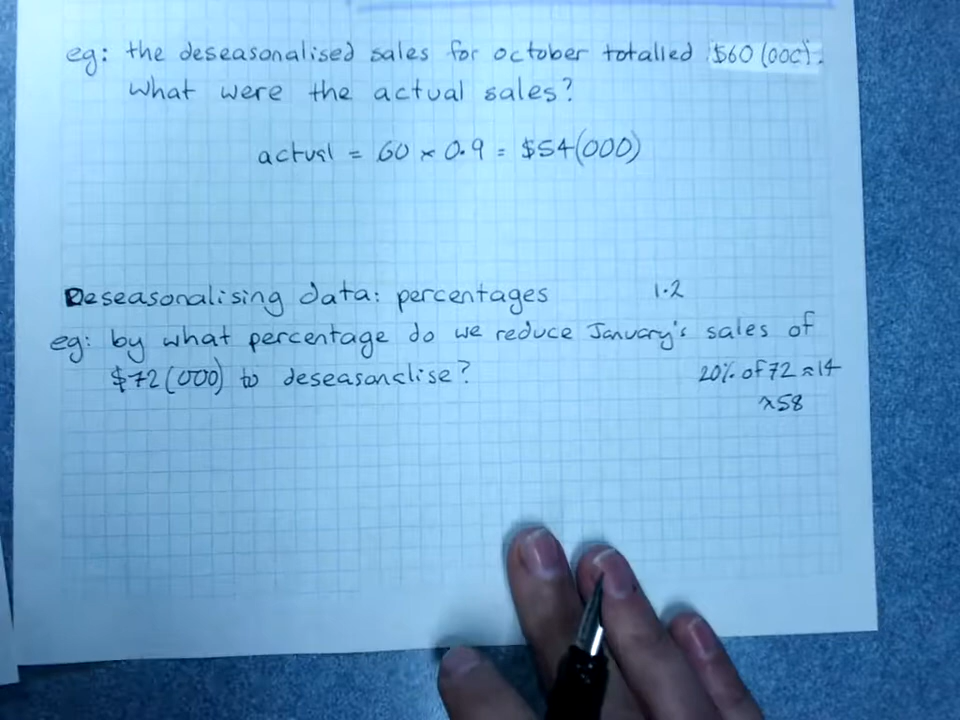 eg: the deseasonalised sales for october totalled $60(000).
What were the actual sales?
actual = 60 × 0.9 = $54(000)
Deseasonalising data: percentages
1.2
eg: by what percentage do we reduce January's sales of
$72(000) to deseasonalise?
20% of 72 ≈ 14
≈ 58